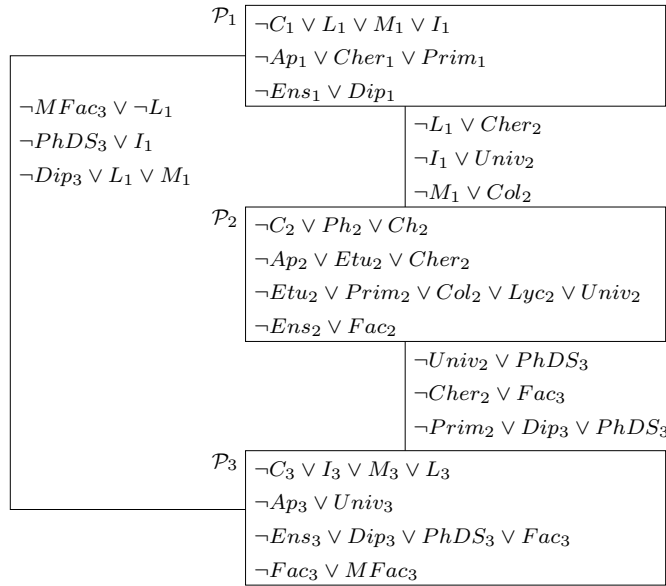 P₁
¬C₁ ∨ L₁ ∨ M₁ ∨ I₁
¬Ap₁ ∨ Cher₁ ∨ Prim₁
¬Ens₁ ∨ Dip₁
¬MFac₃ ∨ ¬L₁
¬PhDS₃ ∨ I₁
¬Dip₃ ∨ L₁ ∨ M₁
¬L₁ ∨ Cher₂
¬I₁ ∨ Univ₂
¬M₁ ∨ Col₂
P₂
¬C₂ ∨ Ph₂ ∨ Ch₂
¬Ap₂ ∨ Etu₂ ∨ Cher₂
¬Etu₂ ∨ Prim₂ ∨ Col₂ ∨ Lyc₂ ∨ Univ₂
¬Ens₂ ∨ Fac₂
¬Univ₂ ∨ PhDS₃
¬Cher₂ ∨ Fac₃
¬Prim₂ ∨ Dip₃ ∨ PhDS₃
P₃
¬C₃ ∨ I₃ ∨ M₃ ∨ L₃
¬Ap₃ ∨ Univ₃
¬Ens₃ ∨ Dip₃ ∨ PhDS₃ ∨ Fac₃
¬Fac₃ ∨ MFac₃